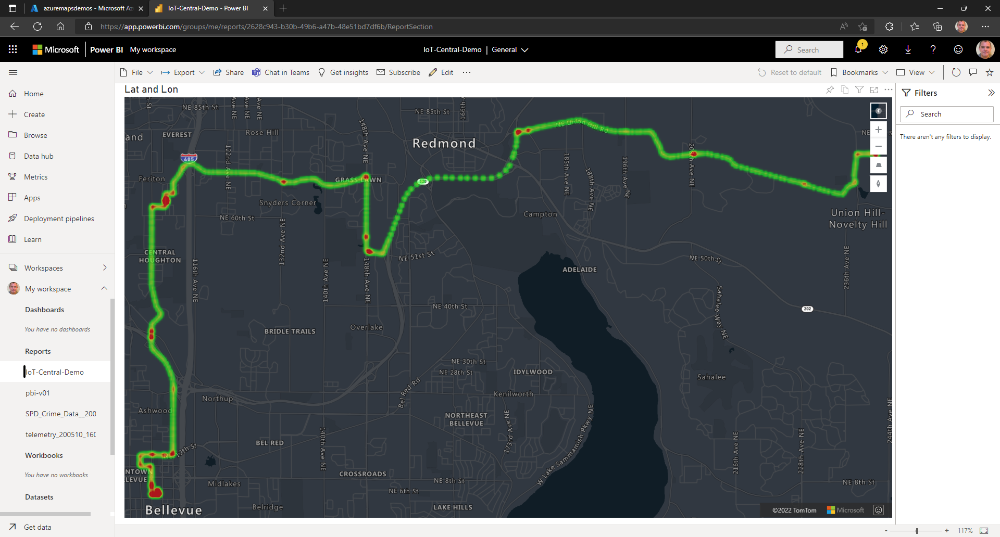 azuremapsdemos - Microsoft Az
IoT-Central-Demo - Power BI
https://app.powerbi.com/groups/me/reports/2628c943-b30b-49b6-a47b-48e51bd7df6b/ReportSection
Microsoft
Power BI
My workspace
IoT-Central-Demo | General
Search
1
File
Export
Share
Chat in Teams
Get insights
Subscribe
Edit
Reset to default
Bookmarks
View
Home
Create
Browse
Data hub
Metrics
Apps
Deployment pipelines
Learn
Workspaces
My workspace
Dashboards
You have no dashboards
Reports
IoT-Central-Demo
pbi-v01
SPD_Crime_Data__200
telemetry_200510_160
Workbooks
You have no workbooks
Datasets
Get data
Lat and Lon
NE 85th St
Ave NE
Ave NE
Ave NE
NE 85th St
166th
and
EVEREST
Rose Hill
148th Ave NE
Redmond
NE Union Hill Rd
NE
405
122nd Ave NE
208th Ave NE
Feriton
GRASS LAWN
520
185th Ave NE
188th Ave NE
196th Ave NE
Snyders Corner
NE 60th St
Campton
Union Hill-
Novelty Hill
132nd Ave NE
CENTRAL
HOUGHTON
116th Ave NE
140th Ave NE
148th Ave NE
NE 51st St
NE 50th St
ADELAIDE
236th Ave NE
NE 40th St
Sahalee Way NE
202
BRIDLE TRAILS
Overlake
NE 30th St
NE 28th St
IDYLWOOD
Sahalee
Bel Red Rd
Kenilworth
Northup
Ashwood
NORTHEAST
BELLEVUE
173rd Ave NE
W Lake Sammamish Pkwy NE
244th Ave NE
NE 12th St
BEL RED
140th Ave NE
216th Ave NE
228th Ave NE
NTOWN
LEVUE
CROSSROADS
Midlakes
NE 8th St
NE 8th St
NE 6th St
Belridge
LAKE HILLS
Bellevue
©2022 TomTom
Microsoft
Filters
Search
There aren't any filters to display.
- + 117%